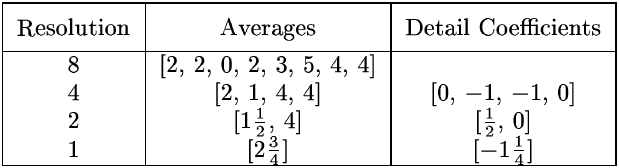 Resolution Averages Detail Coefficients
8 [2, 2, 0, 2, 3, 5, 4, 4]
4 [2, 1, 4, 4] [0, −1, −1, 0]
2 [1½, 4] [½, 0]
1 [2¾] [−1¼]